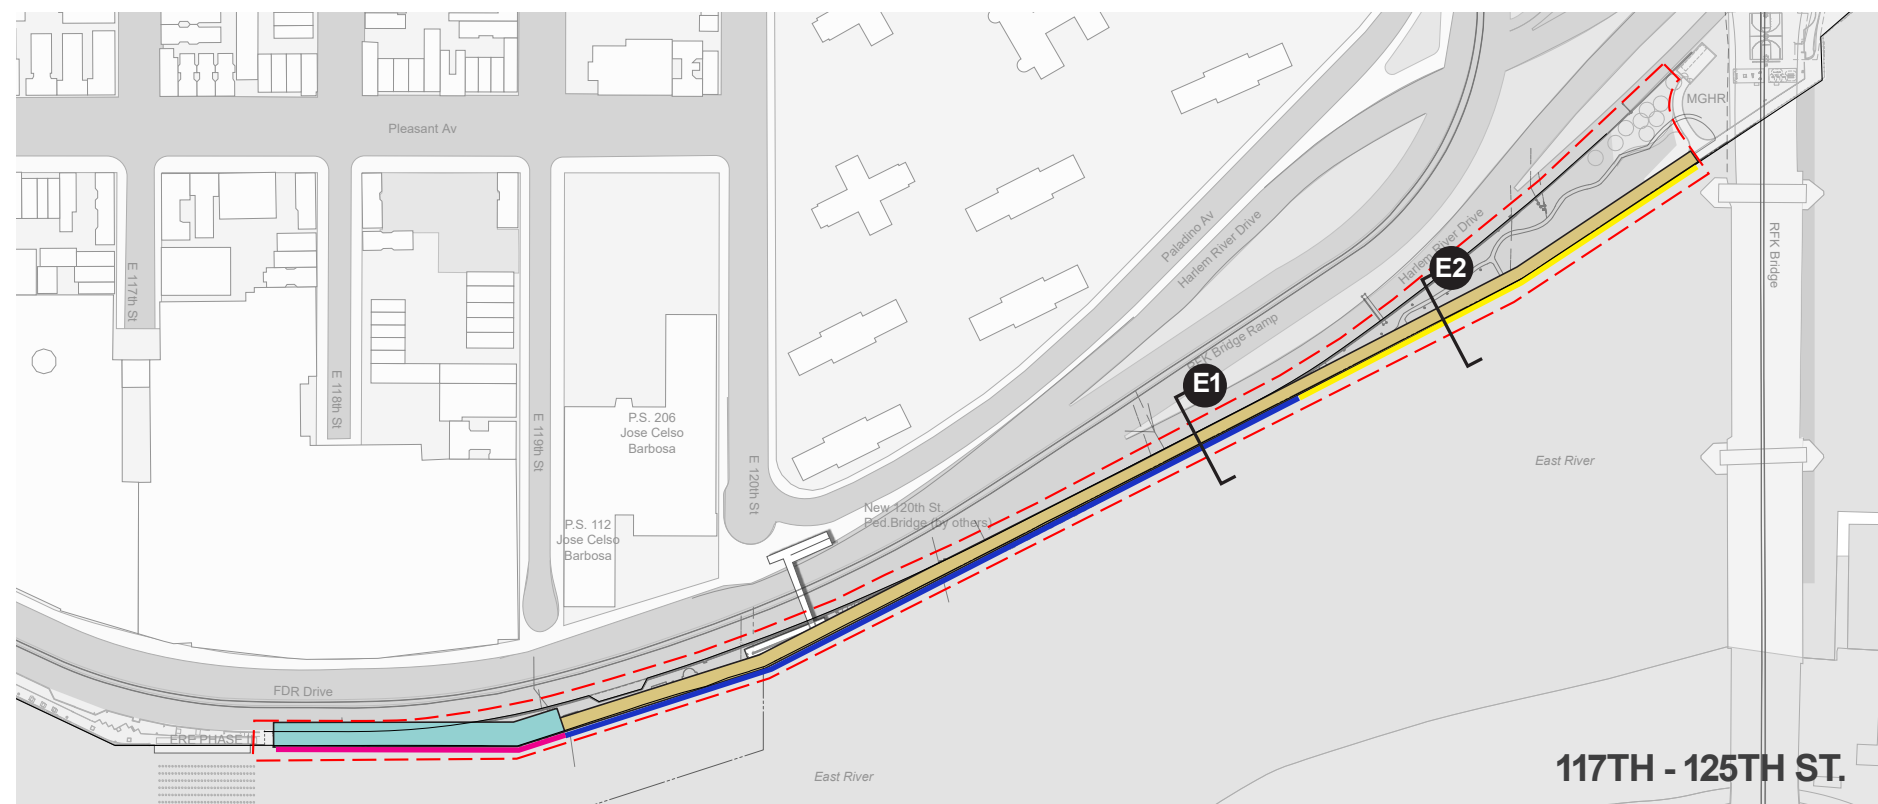 MGHR
Pleasant Av
Paladino Av
Harlem River Drive
Harlem River Drive
RFK Bridge
E 117th St
E2
RFK Bridge Ramp
E1
E 118th St
E 119th St
P.S. 206
Jose Celso
Barbosa
E 120th St
East River
New 120th St.
Ped.Bridge (by others)
P.S. 112
Jose Celso
Barbosa
FDR Drive
ERE PHASE
East River
117TH - 125TH ST.